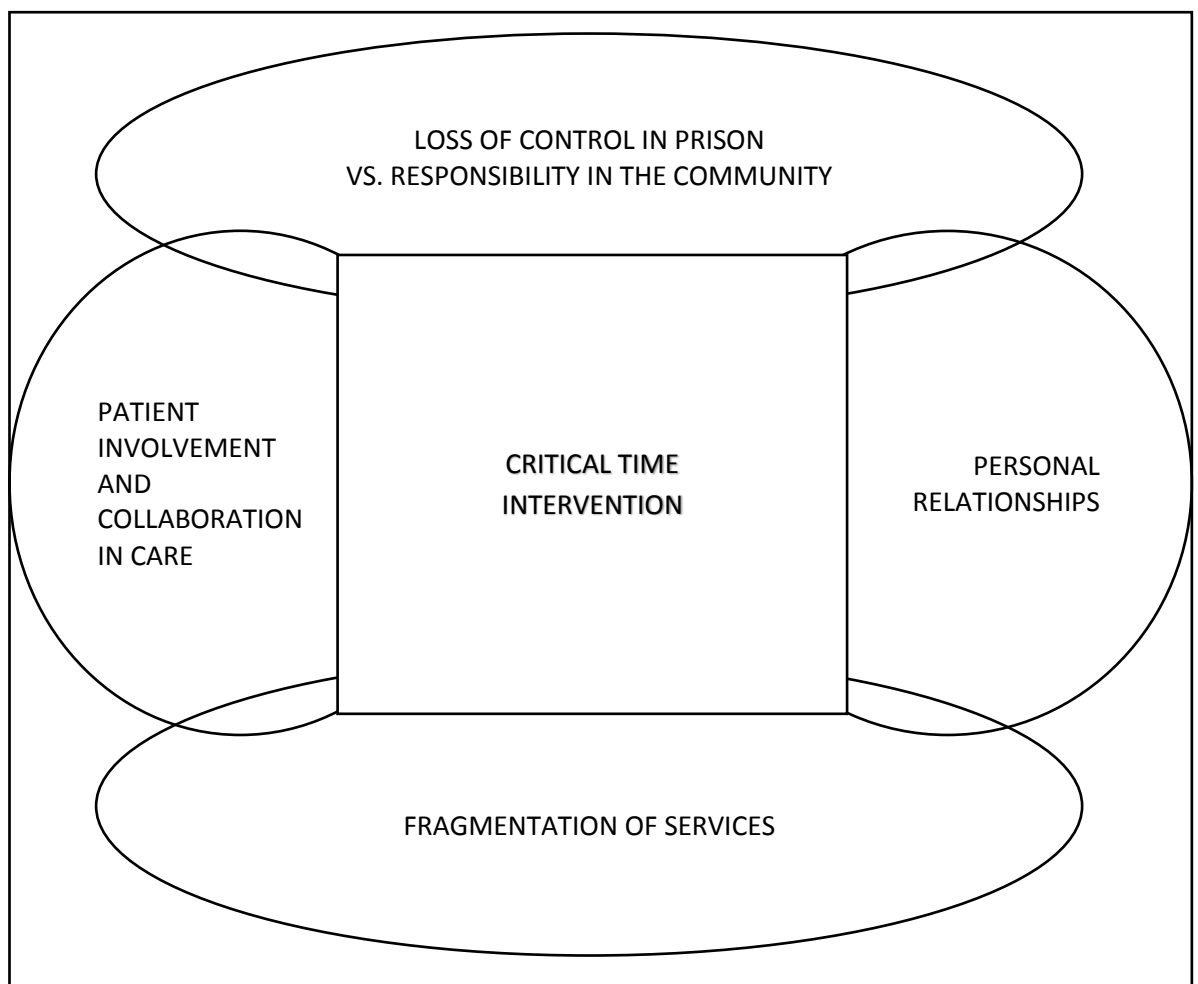 LOSS OF CONTROL IN PRISON
VS. RESPONSIBILITY IN THE COMMUNITY
PATIENT
INVOLVEMENT
AND
COLLABORATION
IN CARE
CRITICAL TIME
INTERVENTION
PERSONAL
RELATIONSHIPS
FRAGMENTATION OF SERVICES